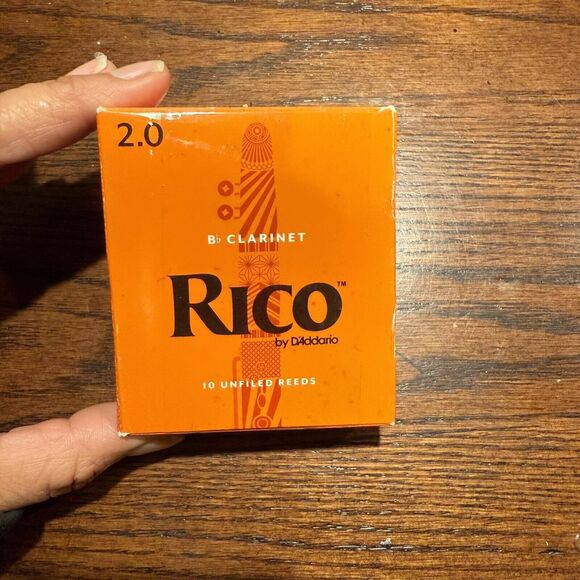 2.0
B♭ CLARINET
RICO™
by D'Addario
10 UNFILED REEDS